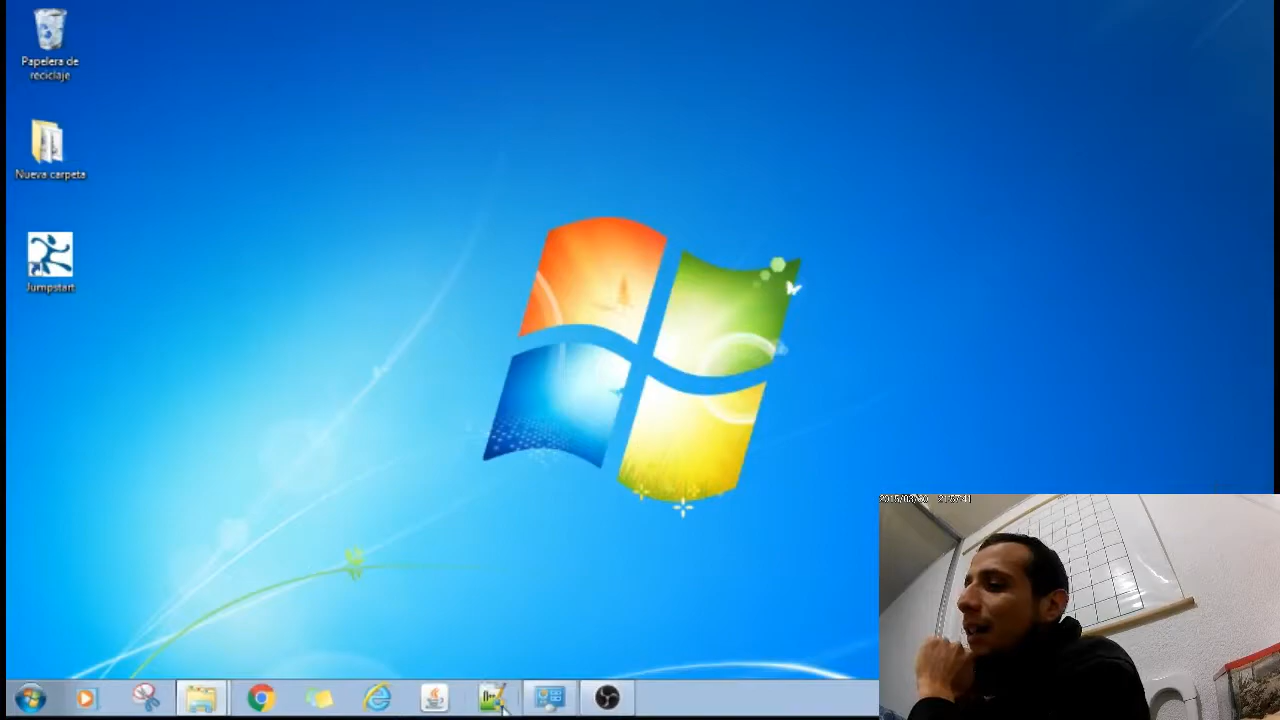 Papelera de
reciclaje
Nueva carpeta
Jumpstart